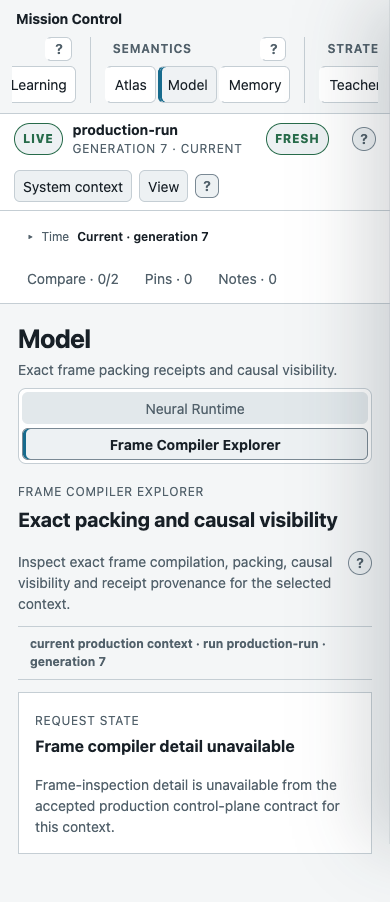 Mission Control
? SEMANTICS ? STRATE
Learning Atlas Model Memory Teacher
LIVE production-run FRESH ?
GENERATION 7 · CURRENT
System context View ?
▸ Time Current · generation 7
Compare · 0/2 Pins · 0 Notes · 0
Model
Exact frame packing receipts and causal visibility.
Neural Runtime
Frame Compiler Explorer
FRAME COMPILER EXPLORER
Exact packing and causal visibility
Inspect exact frame compilation, packing, causal ?
visibility and receipt provenance for the selected
context.
current production context · run production-run ·
generation 7
REQUEST STATE
Frame compiler detail unavailable
Frame-inspection detail is unavailable from the
accepted production control-plane contract for
this context.